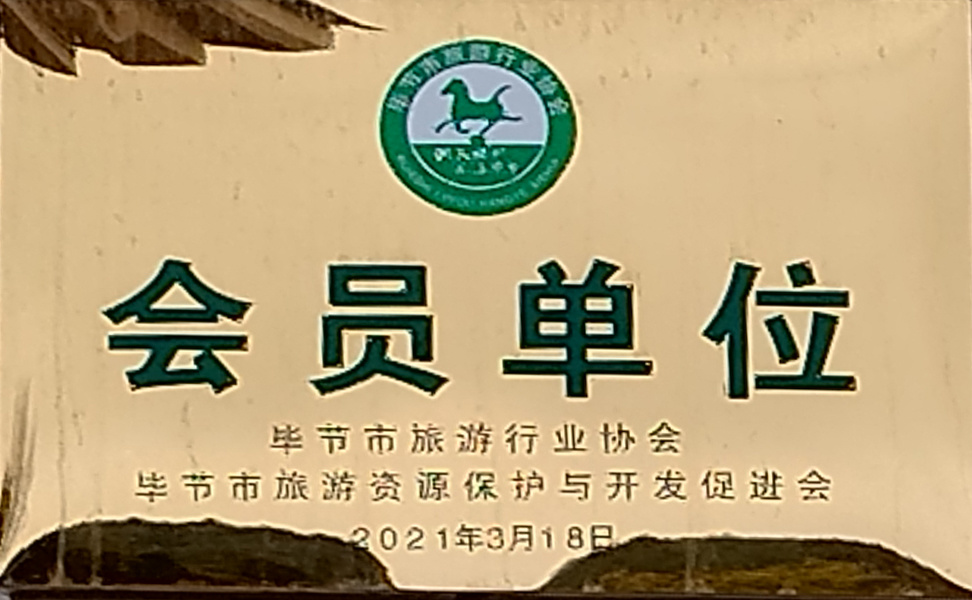 毕节市旅游行业协会
会员单位
毕节市旅游行业协会
毕节市旅游资源保护与开发促进会
2021年3月18日